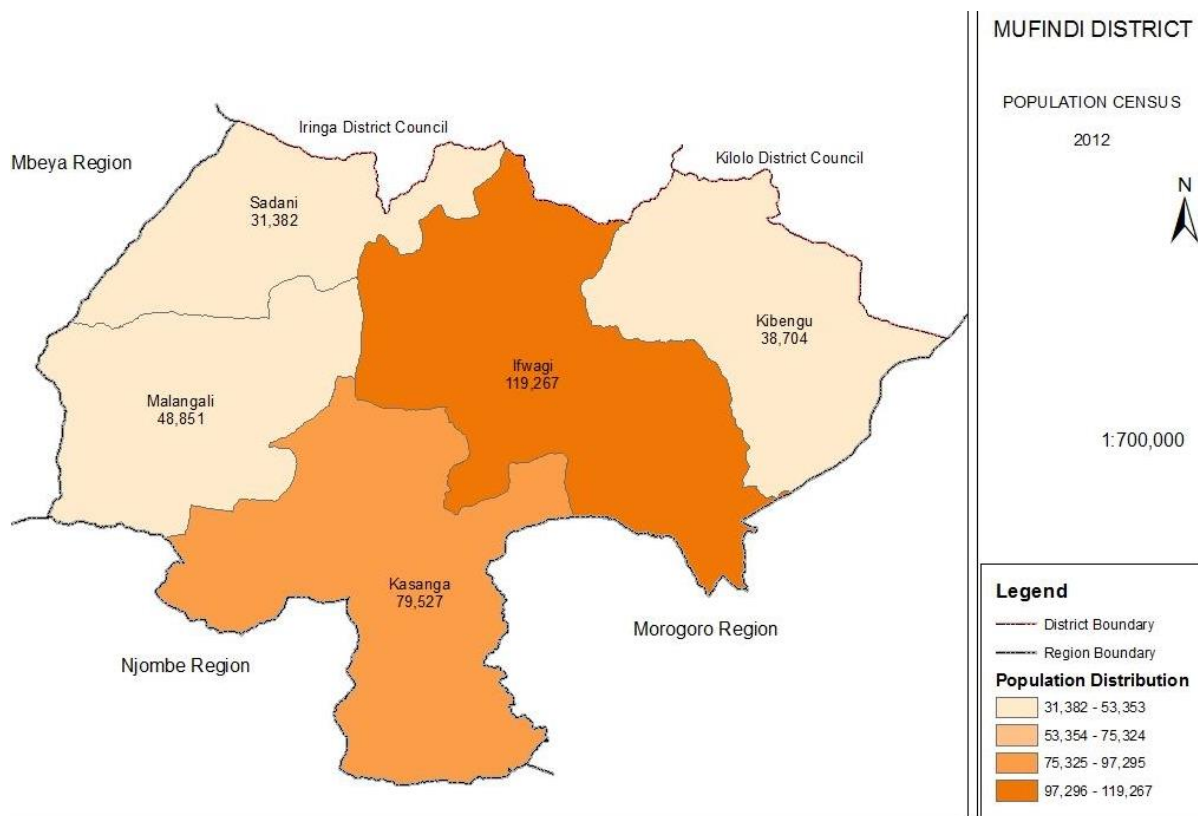 MUFINDI DISTRICT
POPULATION CENSUS
2012
N
1:700,000
Iringa District Council
Mbeya Region
Kilolo District Council
Sadani
31,382
Kibengu
38,704
Ifwagi
119,267
Malangali
48,851
Kasanga
79,527
Morogoro Region
Njombe Region
Legend
District Boundary
Region Boundary
Population Distribution
31,382 - 53,353
53,354 - 75,324
75,325 - 97,295
97,296 - 119,267